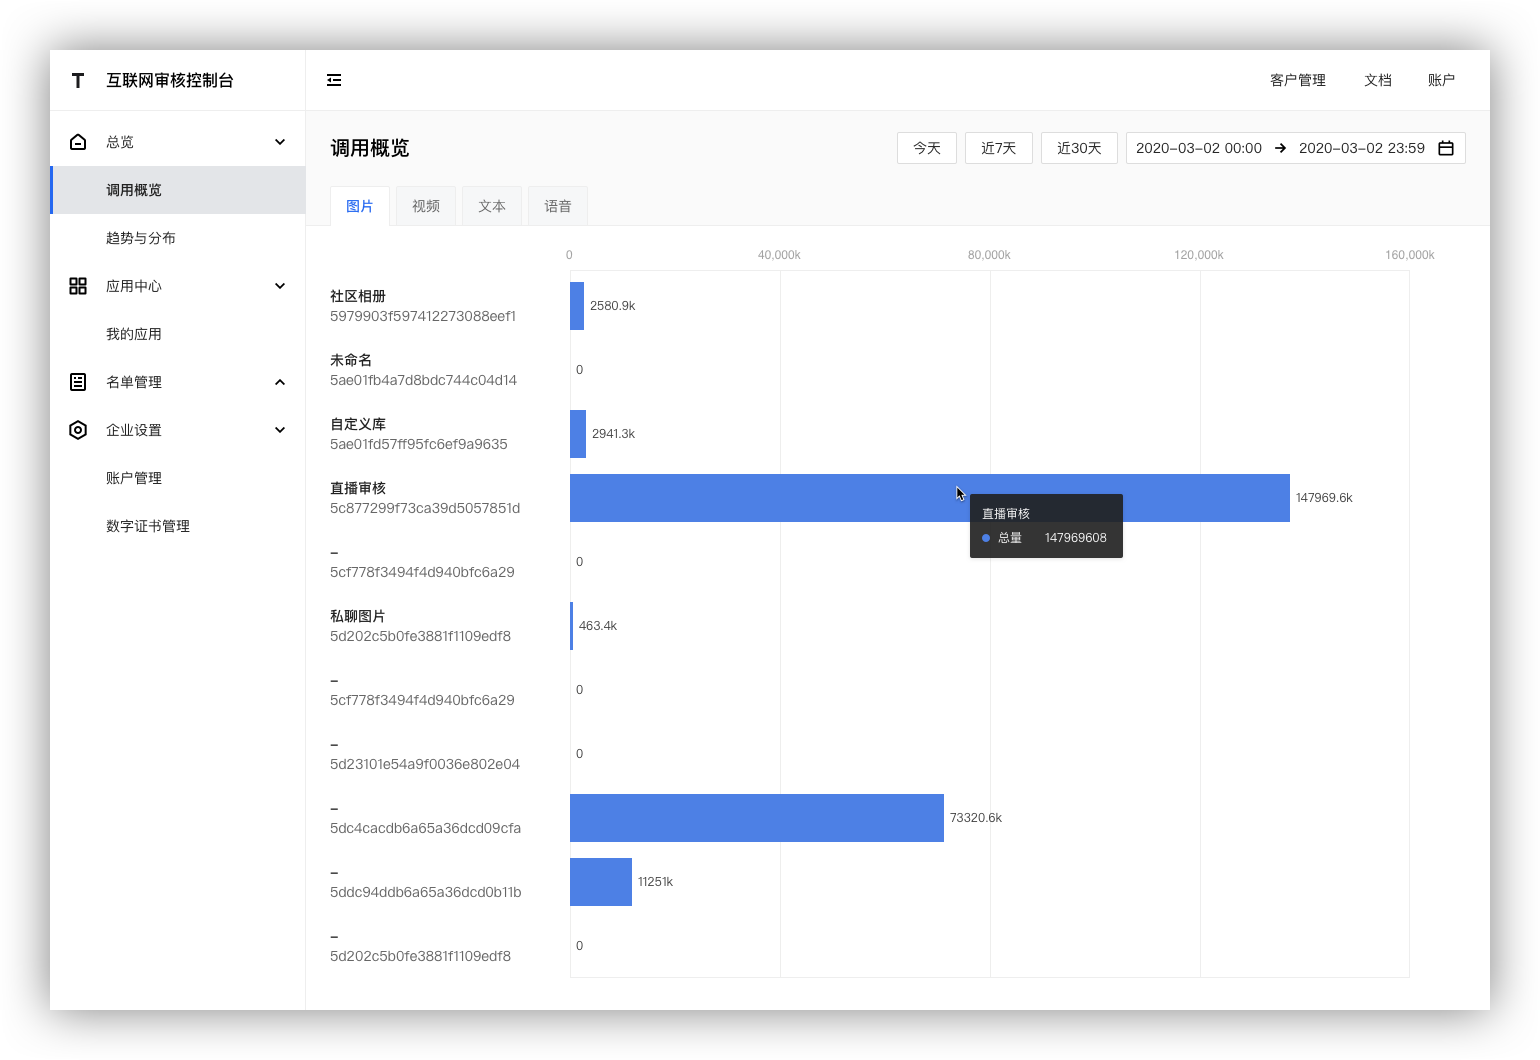 T 互联网审核控制台
客户管理 文档 账户
总览
调用概览
趋势与分布
应用中心
我的应用
名单管理
企业设置
账户管理
数字证书管理
调用概览
今天 近7天 近30天 2020–03–02 00:00 → 2020–03–02 23:59
图片 视频 文本 语音
0 40,000k 80,000k 120,000k 160,000k
社区相册
5979903f597412273088eef1
2580.9k
未命名
5ae01fb4a7d8bdc744c04d14
0
自定义库
5ae01fd57ff95fc6ef9a9635
2941.3k
直播审核
5c877299f73ca39d5057851d
147969.6k
直播审核
总量 147969608
–
5cf778f3494f4d940bfc6a29
0
私聊图片
5d202c5b0fe3881f1109edf8
463.4k
–
5cf778f3494f4d940bfc6a29
0
–
5d23101e54a9f0036e802e04
0
–
5dc4cacdb6a65a36dcd09cfa
73320.6k
–
5ddc94ddb6a65a36dcd0b11b
11251k
–
5d202c5b0fe3881f1109edf8
0